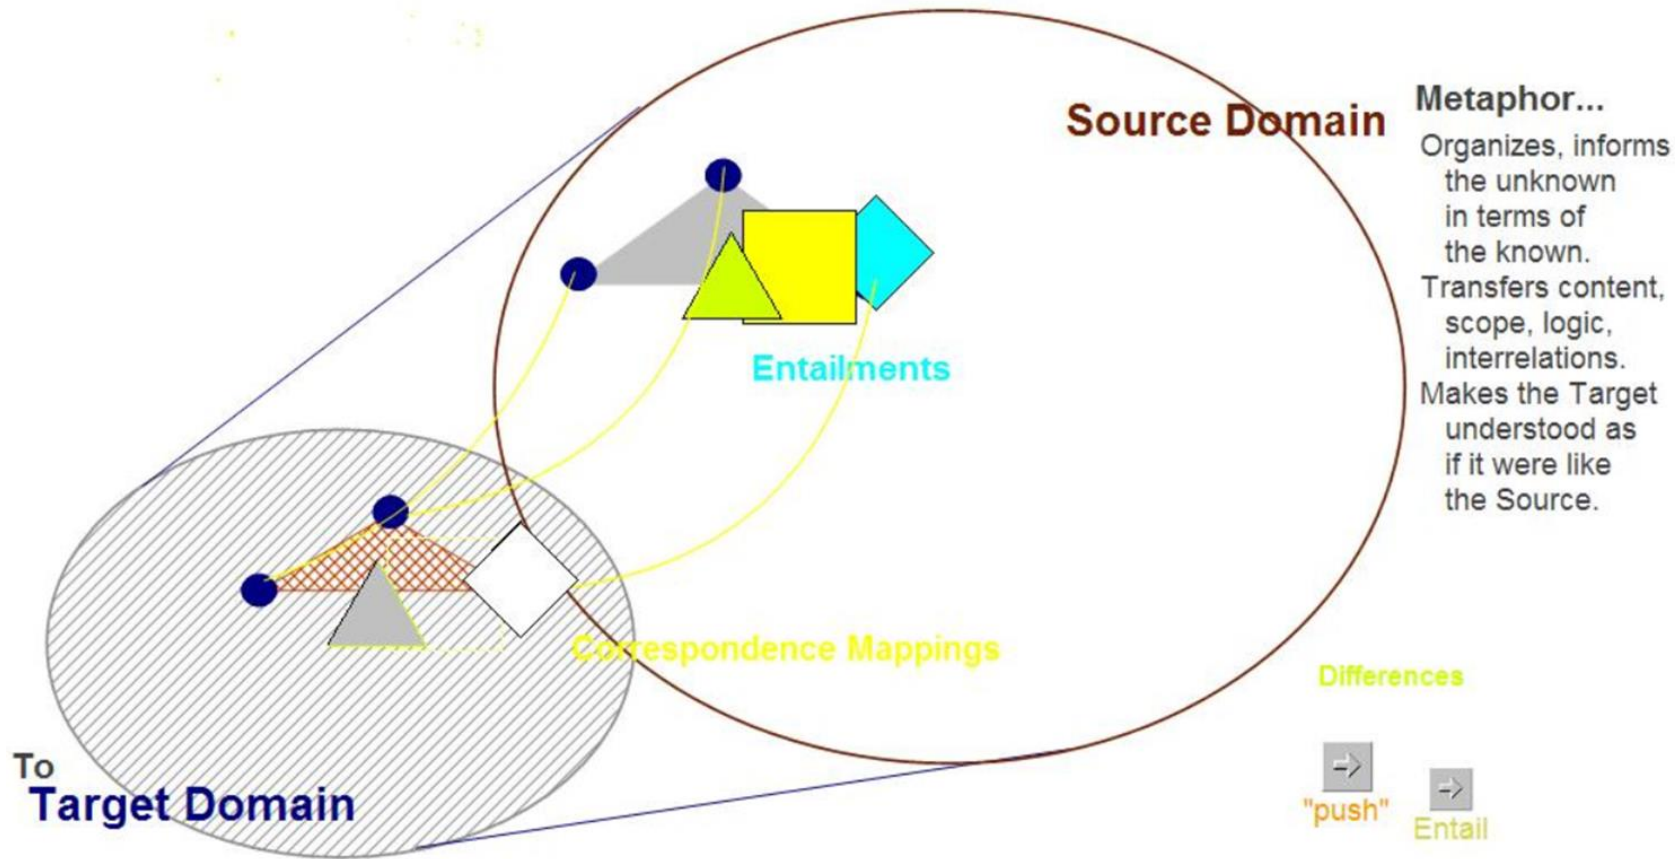 Source Domain
Metaphor...
Organizes, informs
the unknown
in terms of
the known.
Transfers content,
scope, logic,
interrelations.
Makes the Target
understood as
if it were like
the Source.
Entailments
Correspondence Mappings
Differences
To
Target Domain
"push"
Entail